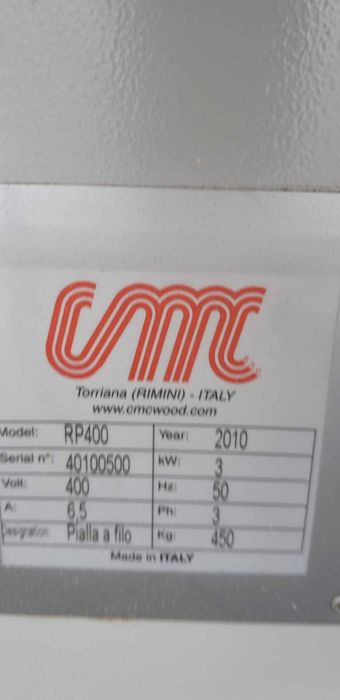 cmc
s.n.c.
Torriana (RIMINI) - ITALY
www.cmcwood.com
Model: RP400 Year: 2010
Serial n°: 40100500 kW: 3
Volt: 400 Hz: 50
A: 6,5 Ph: 3
Designation: Pialla a filo Kg: 450
Made in ITALY